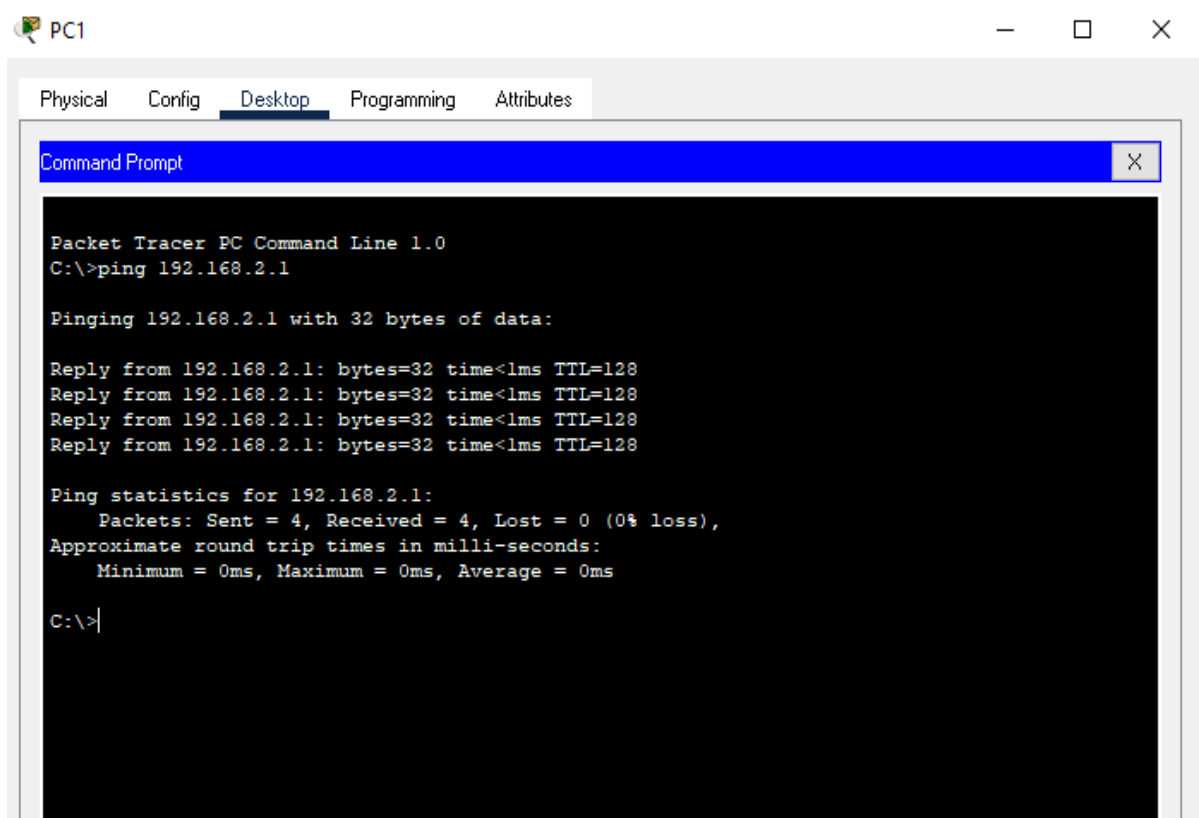 PC1
Physical Config Desktop Programming Attributes
Command Prompt X
Packet Tracer PC Command Line 1.0
C:\>ping 192.168.2.1
Pinging 192.168.2.1 with 32 bytes of data:
Reply from 192.168.2.1: bytes=32 time<1ms TTL=128
Reply from 192.168.2.1: bytes=32 time<1ms TTL=128
Reply from 192.168.2.1: bytes=32 time<1ms TTL=128
Reply from 192.168.2.1: bytes=32 time<1ms TTL=128
Ping statistics for 192.168.2.1:
Packets: Sent = 4, Received = 4, Lost = 0 (0% loss),
Approximate round trip times in milli-seconds:
Minimum = 0ms, Maximum = 0ms, Average = 0ms
C:\>